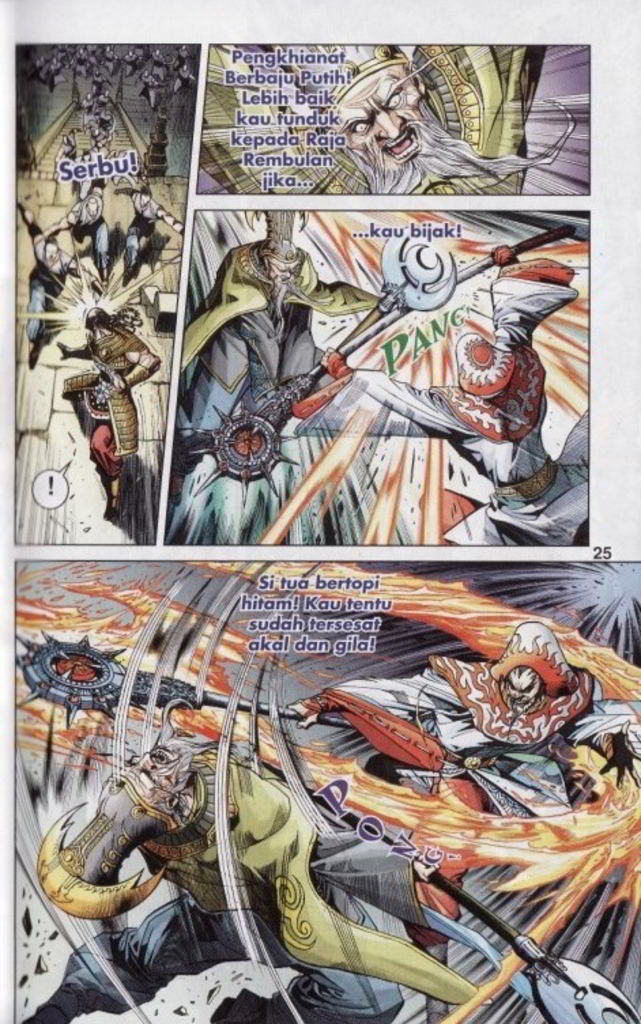 Serbu!
!
Pengkhianat
Berbaju Putih!
Lebih baik
kau tunduk
kepada Raja
Rembulan
jika...
...kau bijak!
PANG
25
Si tua bertopi
hitam! Kau tentu
sudah tersesat
akal dan gila!
PONG!